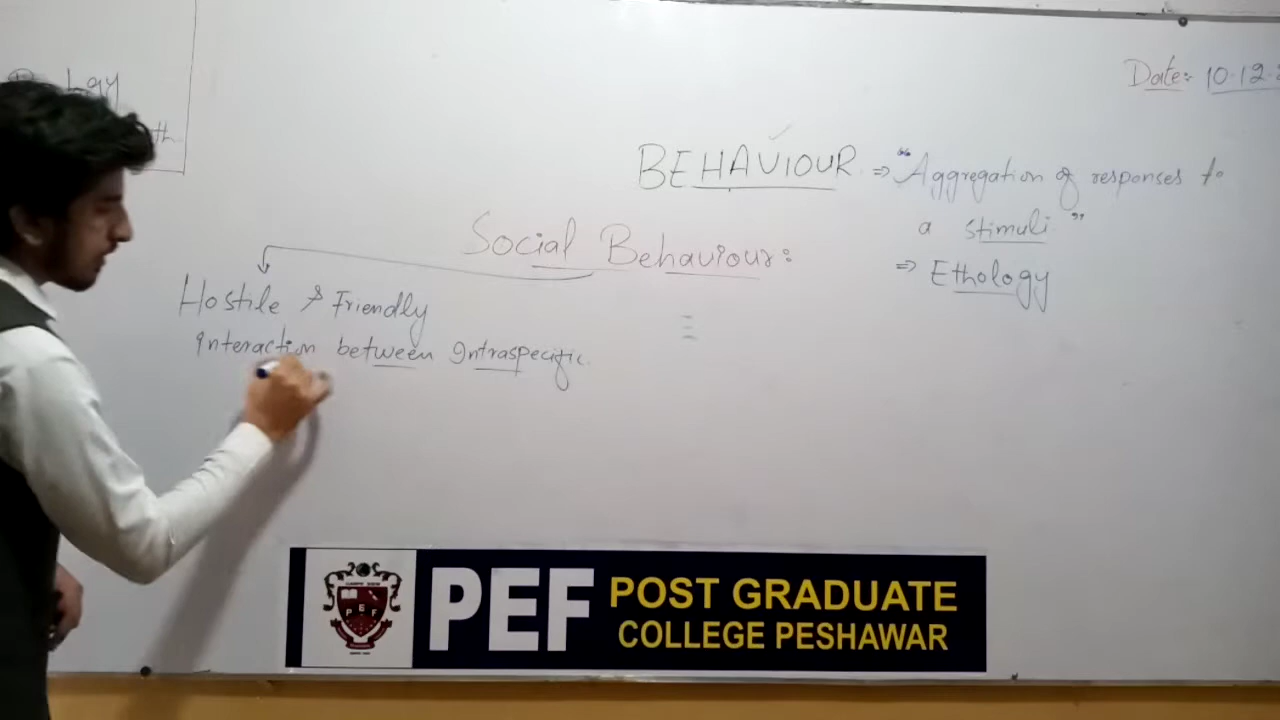 Date: 10.12.
BEHAVIOUR ⇒ "Aggregation of responses to
a stimuli"
⇒ Ethology
Social Behaviour:
Hostile & Friendly
Interaction between Intraspecific
PEF
PEF POST GRADUATE
COLLEGE PESHAWAR